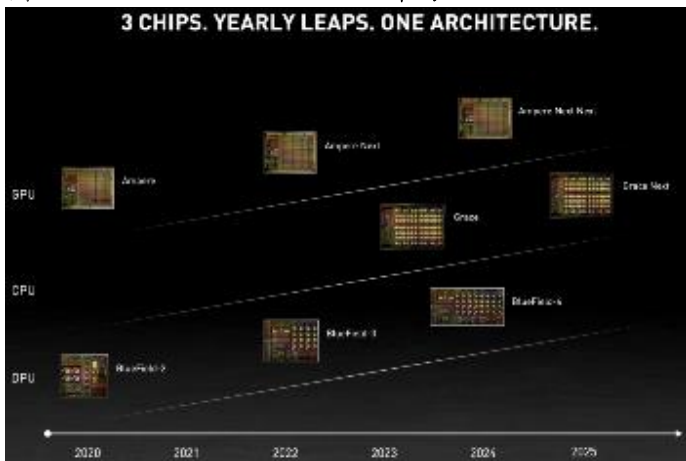 3 CHIPS. YEARLY LEAPS. ONE ARCHITECTURE.
Ampere Next Next
Ampere Next
Ampere
GPU
Grace Next
Grace
CPU
BlueField-4
BlueField-3
BlueField-2
DPU
2020 2021 2022 2023 2024 2025